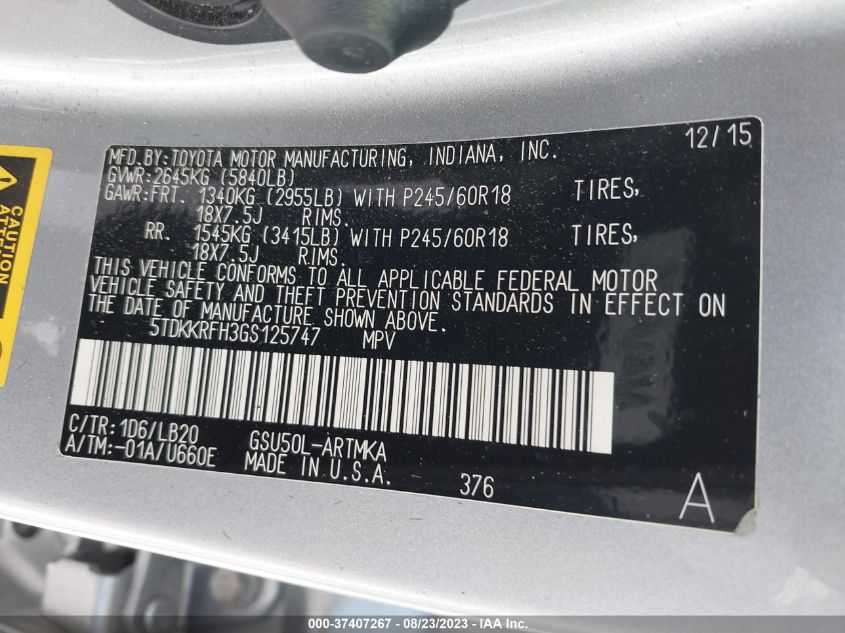 12/15
MFD.BY:TOYOTA MOTOR MANUFACTURING, INDIANA, INC.
GVWR:2645KG (5840LB)
GAWR:FRT. 1340KG (2955LB) WITH P245/60R18 TIRES,
18X7.5J RIMS.
RR. 1545KG (3415LB) WITH P245/60R18 TIRES,
18X7.5J RIMS.
THIS VEHICLE CONFORMS TO ALL APPLICABLE FEDERAL MOTOR
VEHICLE SAFETY AND THEFT PREVENTION STANDARDS IN EFFECT ON
THE DATE OF MANUFACTURE SHOWN ABOVE.
5TDKKRFH3GS125747 MPV
C/TR:1D6/LB20 GSU50L-ARTMKA
A/TM:-01A/U660E MADE IN U.S.A.
376
A
CAUTION
ATTENTION
000-37407267 - 08/23/2023 - IAA Inc.